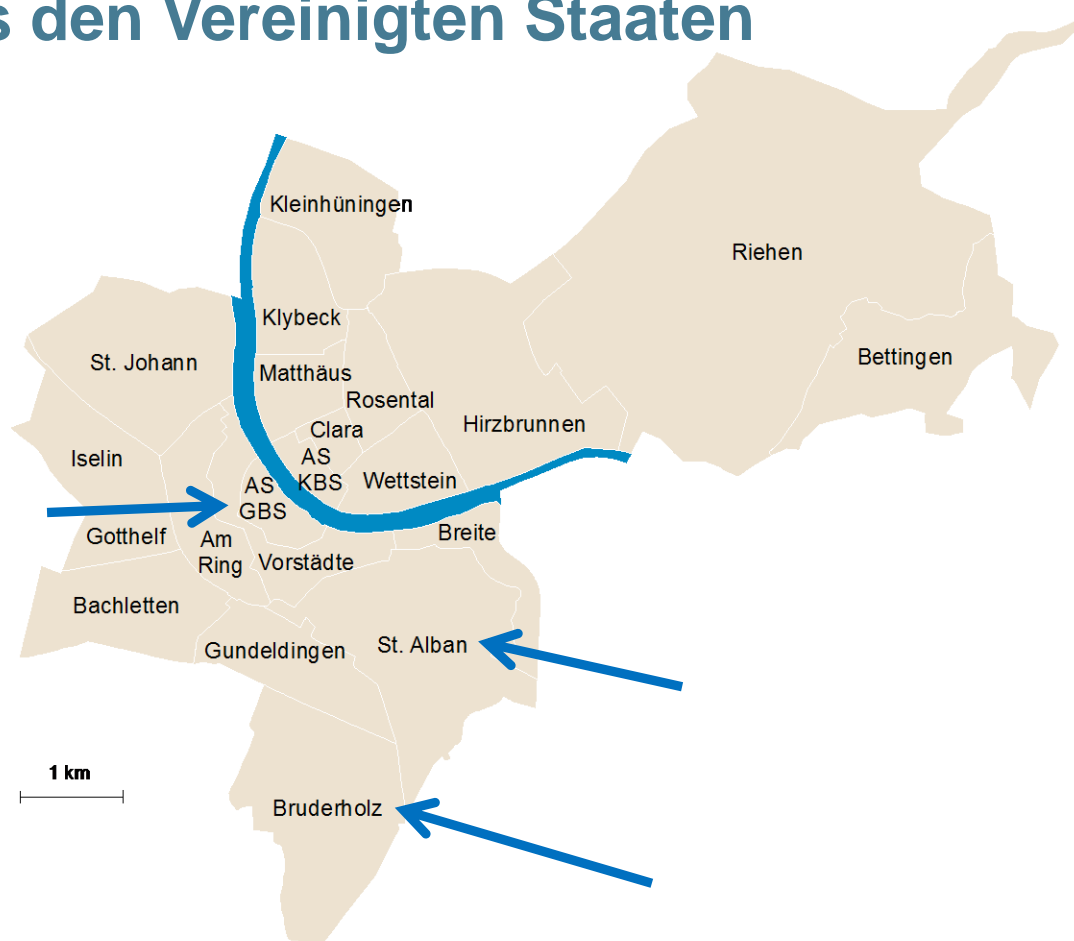 s den Vereinigten Staaten
Kleinhüningen
Riehen
Klybeck
Bettingen
St. Johann
Matthäus
Rosental
Hirzbrunnen
Clara
Iselin
AS
KBS
Wettstein
AS
GBS
Breite
Gotthelf
Am
Ring
Vorstädte
Bachletten
Gundeldingen
St. Alban
1 km
Bruderholz